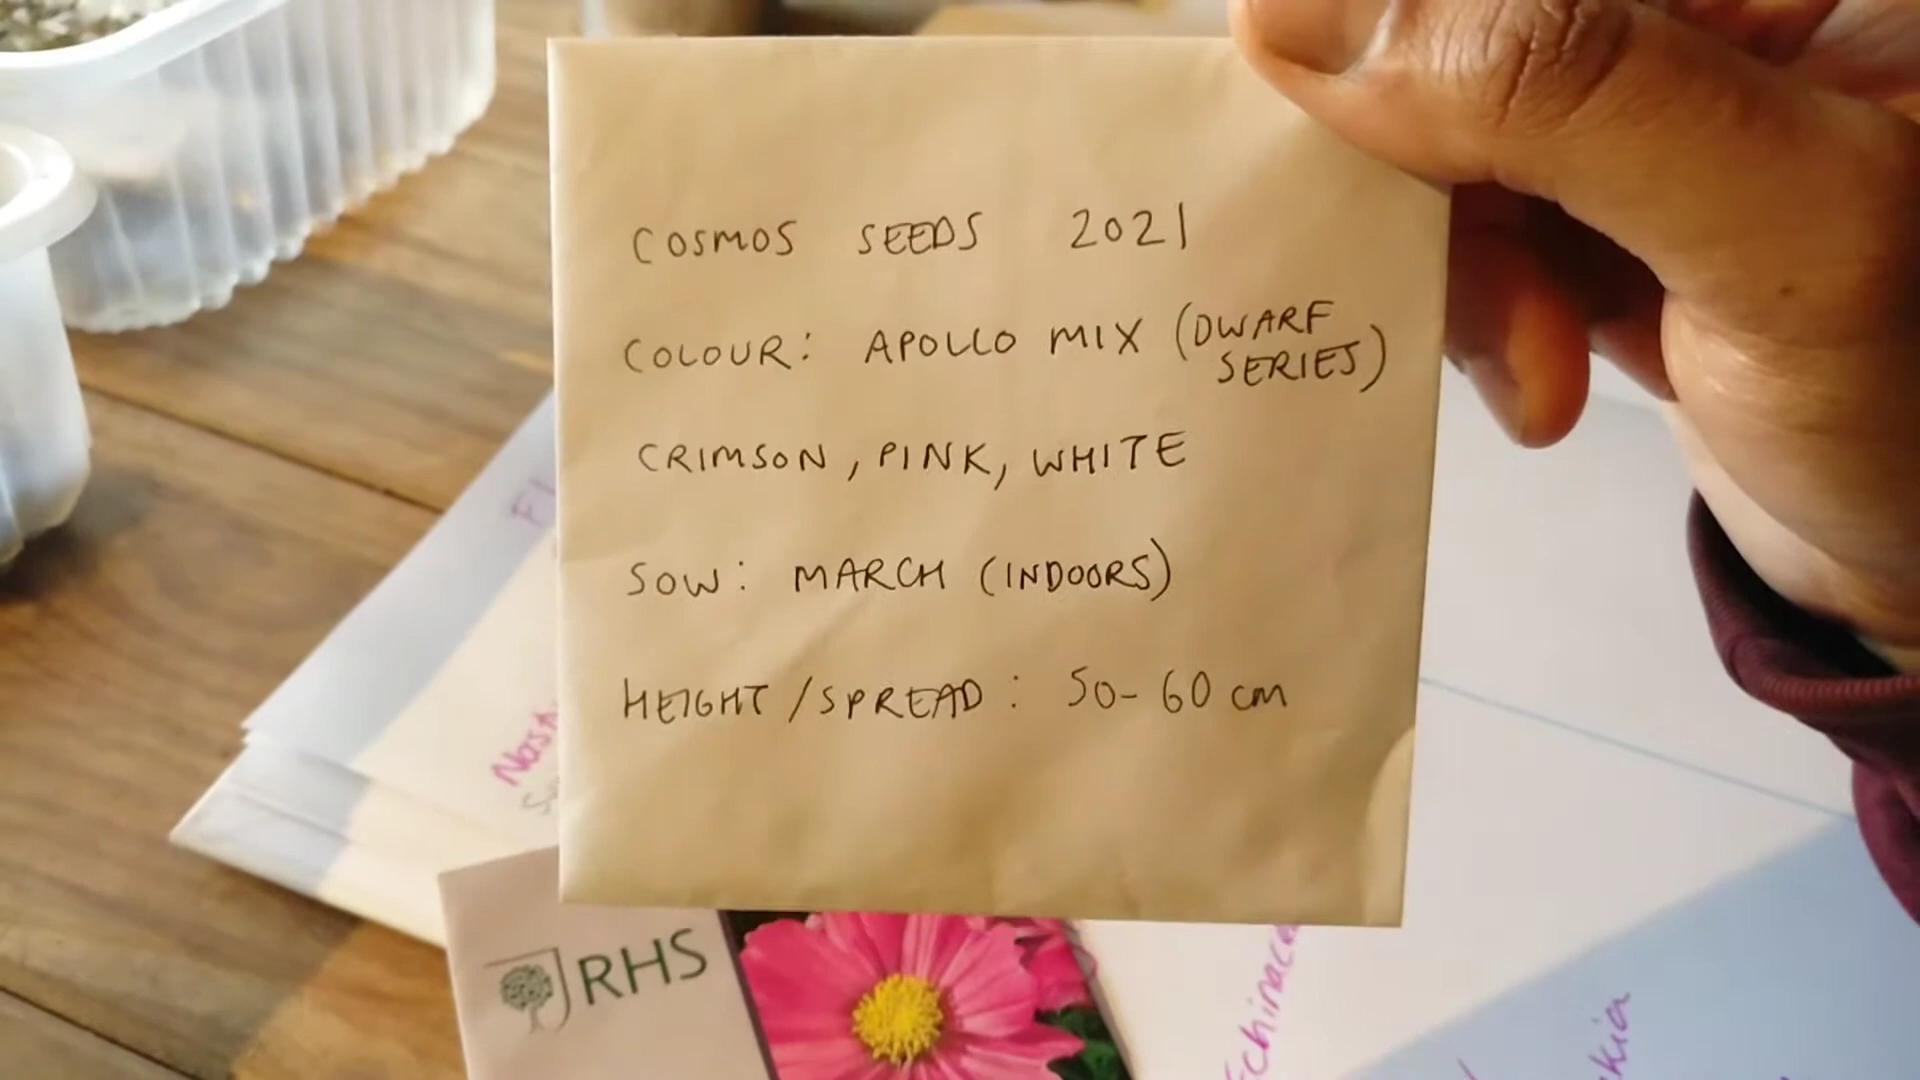 COSMOS SEEDS 2021
COLOUR: APOLLO MIX (DWARF
SERIES)
CRIMSON, PINK, WHITE
SOW: MARCH (INDOORS)
HEIGHT/SPREAD: 50-60 cm
RHS